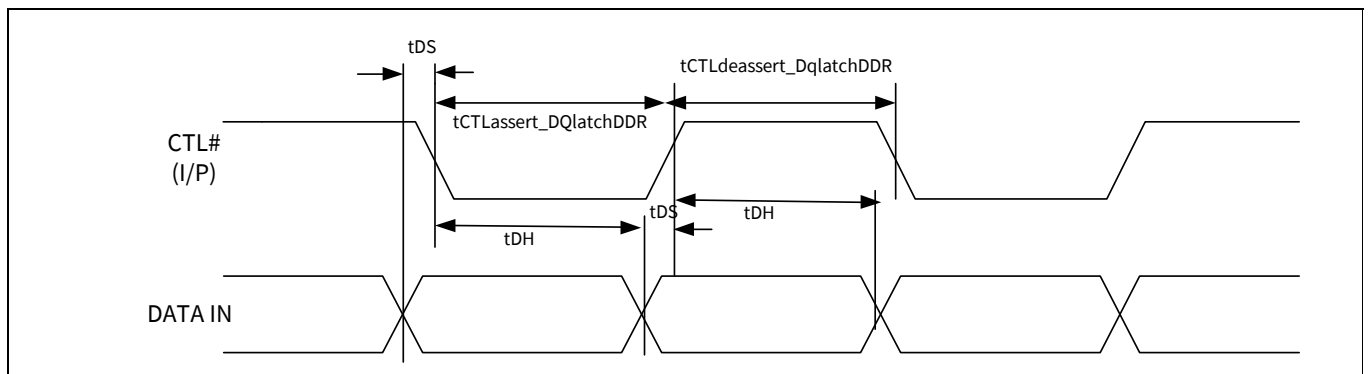 tDS
tCTLdeassert_DqlatchDDR
tCTLassert_DQlatchDDR
CTL#
(I/P)
tDS
tDH
tDH
DATA IN